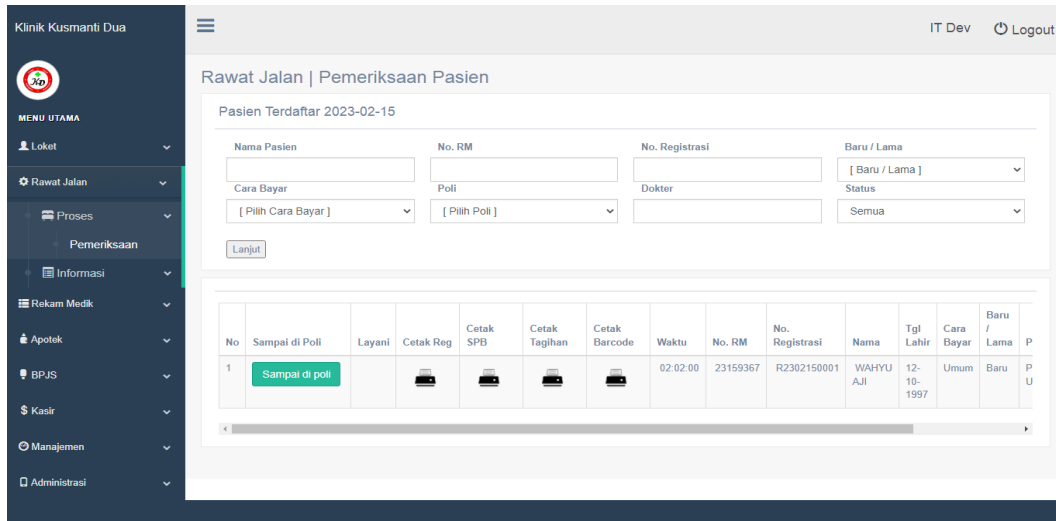 Klinik Kusmanti Dua
IT Dev Logout
KD
MENU UTAMA
Loket
Rawat Jalan
Proses
Pemeriksaan
Informasi
Rekam Medik
Apotek
BPJS
Kasir
Manajemen
Administrasi
Rawat Jalan | Pemeriksaan Pasien
Pasien Terdaftar 2023-02-15
Nama Pasien No. RM No. Registrasi Baru / Lama
[ Baru / Lama ]
Cara Bayar Poli Dokter Status
[ Pilih Cara Bayar ] [ Pilih Poli ] Semua
Lanjut
No Sampai di Poli Layani Cetak Reg Cetak SPB Cetak Tagihan Cetak Barcode Waktu No. RM No. Registrasi Nama Tgl Lahir Cara Bayar Baru / Lama P
1 Sampai di poli 02:02:00 23159367 R2302150001 WAHYU AJI 12-10-1997 Umum Baru P U